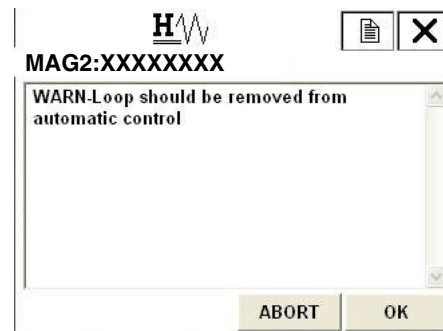 H
MAG2:XXXXXXXX
WARN-Loop should be removed from
automatic control
ABORT
OK